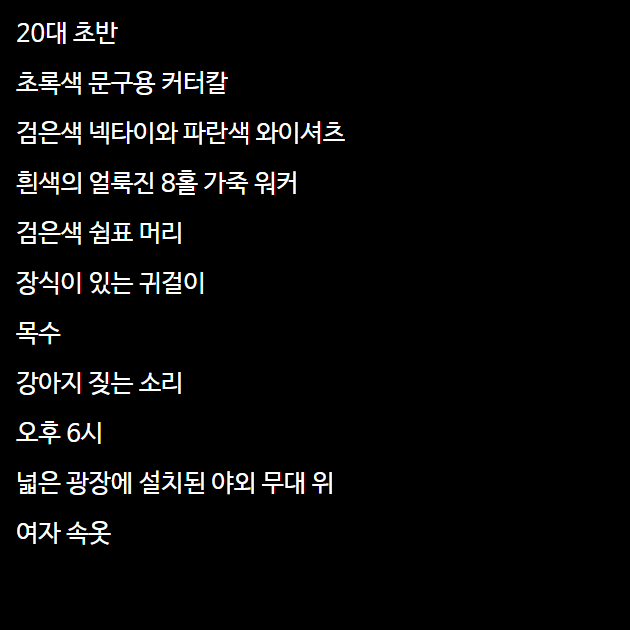 20대 초반
초록색 문구용 커터칼
검은색 넥타이와 파란색 와이셔츠
흰색의 얼룩진 8홀 가죽 워커
검은색 쉼표 머리
장식이 있는 귀걸이
목수
강아지 짖는 소리
오후 6시
넓은 광장에 설치된 야외 무대 위
여자 속옷